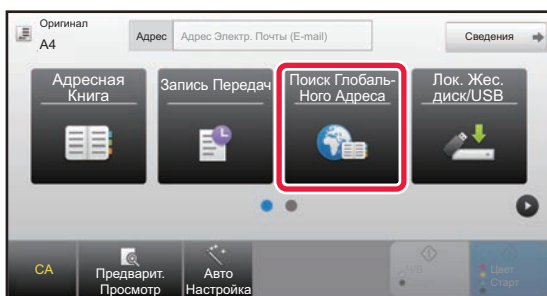 Оригинал
A4
Адрес
Адрес Электр. Почты (E-mail)
Сведения
Адресная
Книга
Запись Передач
Поиск Глобаль-
Ного Адреса
Лок. Жес.
диск/USB
CA
Предварит.
Просмотр
Авто
Настройка
Ч/Б
Старт
Цвет
Старт